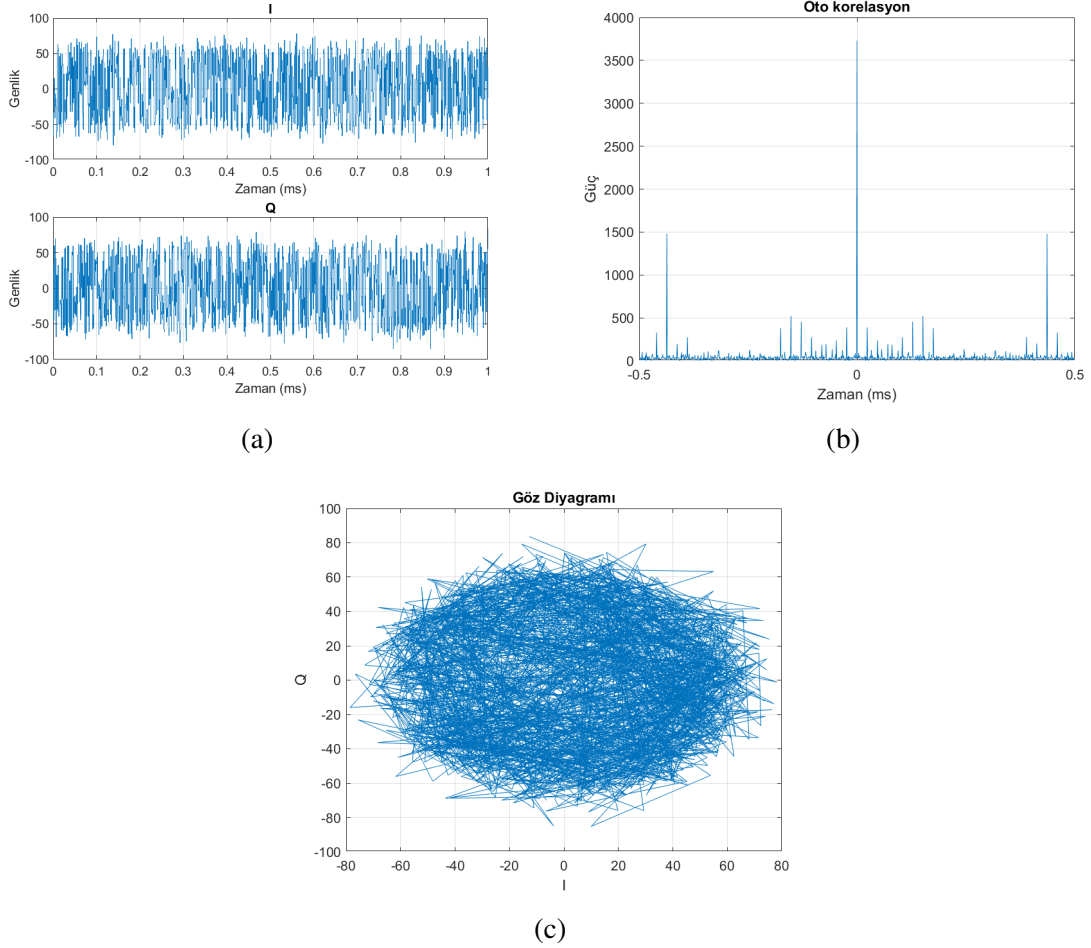 I
100
50
0
-50
-100
Genlik
0 0.1 0.2 0.3 0.4 0.5 0.6 0.7 0.8 0.9 1
Zaman (ms)
Q
100
50
0
-50
-100
Genlik
0 0.1 0.2 0.3 0.4 0.5 0.6 0.7 0.8 0.9 1
Zaman (ms)
(a)
Oto korelasyon
4000
3500
3000
2500
2000
1500
1000
500
0
Güç
-0.5 0 0.5
Zaman (ms)
(b)
Göz Diyagramı
100
80
60
40
20
0
-20
-40
-60
-80
-100
Q
-80 -60 -40 -20 0 20 40 60 80
I
(c)